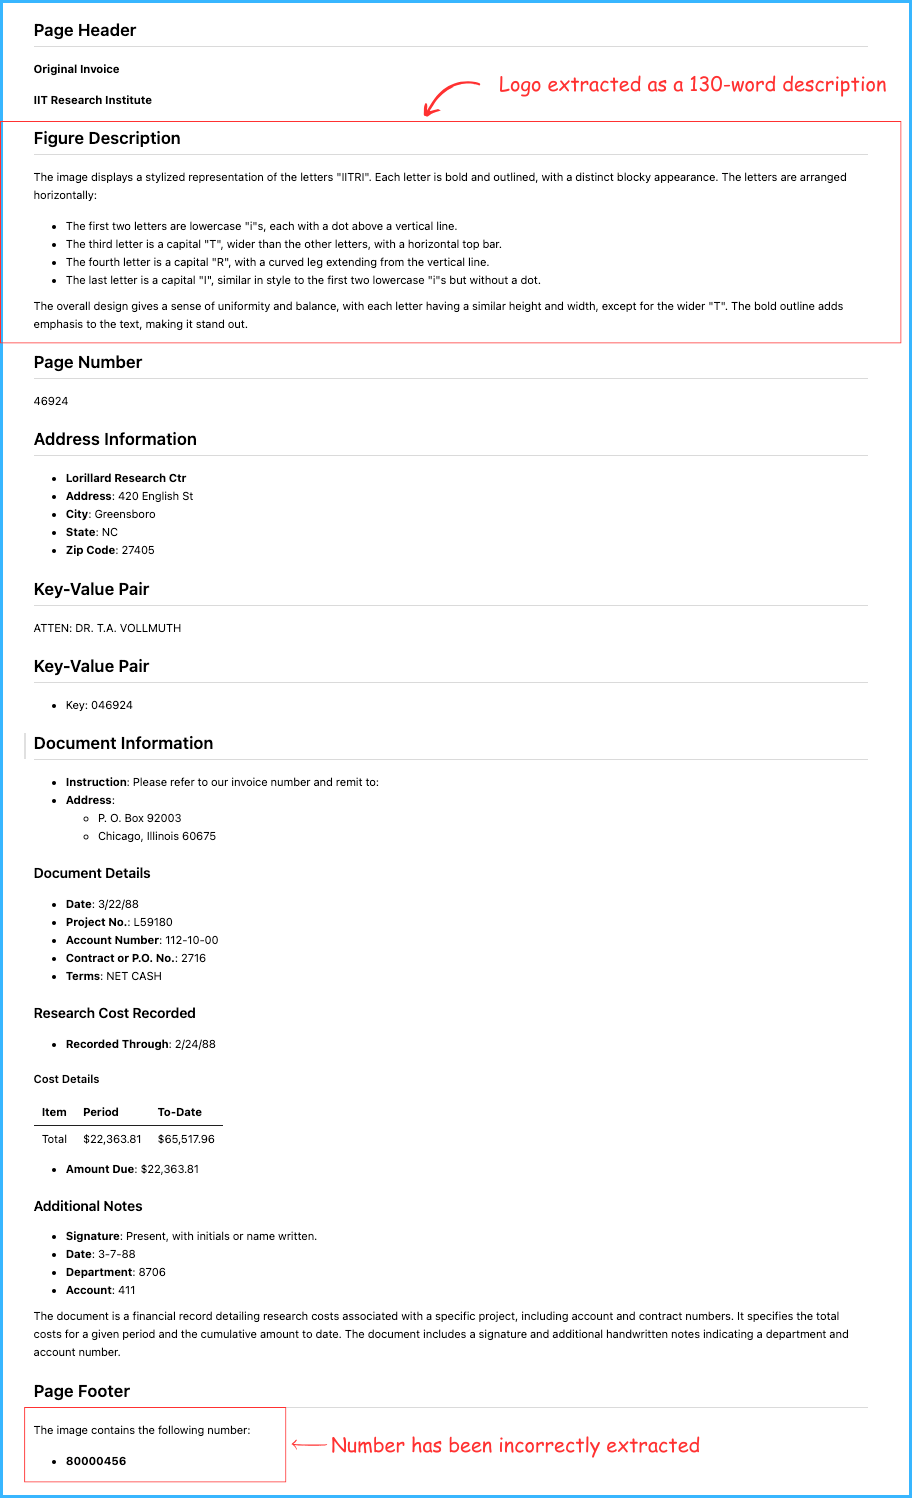 Page Header
Original Invoice
Logo extracted as a 130-word description
IIT Research Institute
Figure Description
The image displays a stylized representation of the letters "IITRI". Each letter is bold and outlined, with a distinct blocky appearance. The letters are arranged
horizontally:
• The first two letters are lowercase "i"s, each with a dot above a vertical line.
• The third letter is a capital "T", wider than the other letters, with a horizontal top bar.
• The fourth letter is a capital "R", with a curved leg extending from the vertical line.
• The last letter is a capital "I", similar in style to the first two lowercase "i"s but without a dot.
The overall design gives a sense of uniformity and balance, with each letter having a similar height and width, except for the wider "T". The bold outline adds
emphasis to the text, making it stand out.
Page Number
46924
Address Information
• Lorillard Research Ctr
• Address: 420 English St
• City: Greensboro
• State: NC
• Zip Code: 27405
Key-Value Pair
ATTEN: DR. T.A. VOLLMUTH
Key-Value Pair
• Key: 046924
Document Information
• Instruction: Please refer to our invoice number and remit to:
• Address:
◦ P. O. Box 92003
◦ Chicago, Illinois 60675
Document Details
• Date: 3/22/88
• Project No.: L59180
• Account Number: 112-10-00
• Contract or P.O. No.: 2716
• Terms: NET CASH
Research Cost Recorded
• Recorded Through: 2/24/88
Cost Details
Item Period To-Date
Total $22,363.81 $65,517.96
• Amount Due: $22,363.81
Additional Notes
• Signature: Present, with initials or name written.
• Date: 3-7-88
• Department: 8706
• Account: 411
The document is a financial record detailing research costs associated with a specific project, including account and contract numbers. It specifies the total
costs for a given period and the cumulative amount to date. The document includes a signature and additional handwritten notes indicating a department and
account number.
Page Footer
The image contains the following number:
Number has been incorrectly extracted
• 80000456